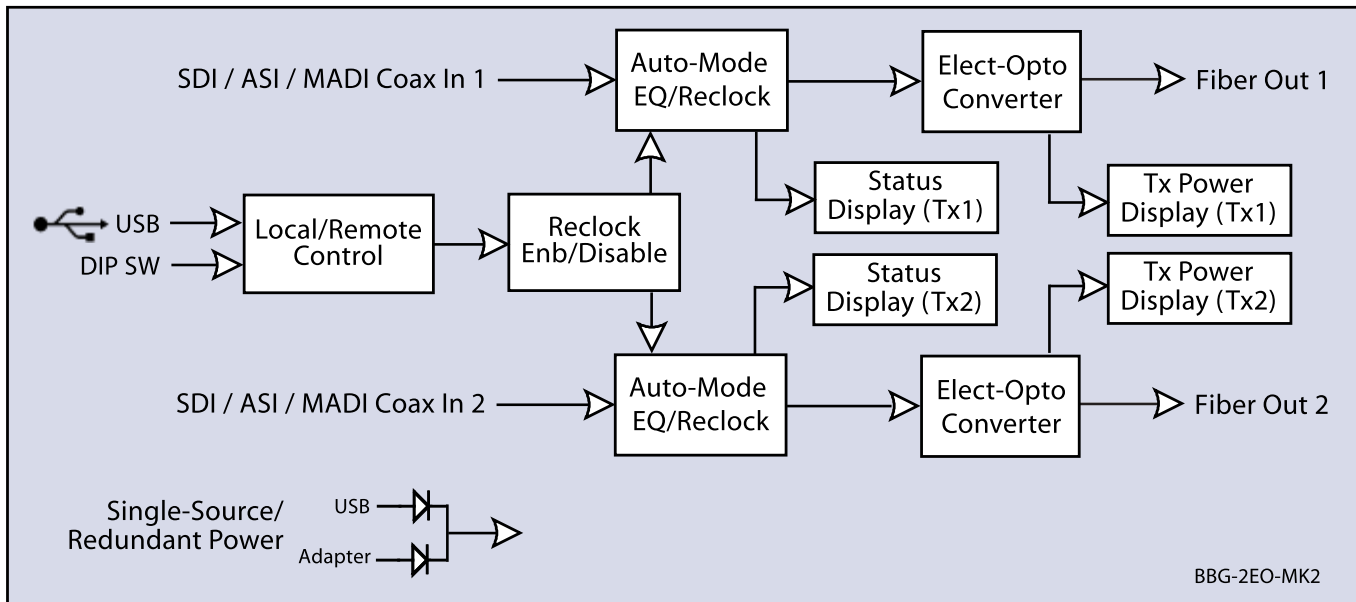 SDI / ASI / MADI Coax In 1
Auto-Mode
EQ/Reclock
Elect-Opto
Converter
Fiber Out 1
Status
Display (Tx1)
Tx Power
Display (Tx1)
USB
DIP SW
Local/Remote
Control
Reclock
Enb/Disable
Status
Display (Tx2)
Tx Power
Display (Tx2)
SDI / ASI / MADI Coax In 2
Auto-Mode
EQ/Reclock
Elect-Opto
Converter
Fiber Out 2
Single-Source/
Redundant Power
USB
Adapter
BBG-2EO-MK2